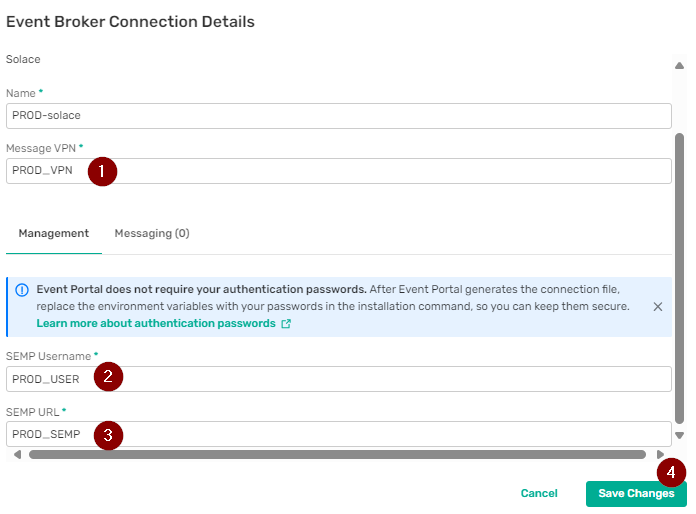 Event Broker Connection Details
Solace
Name *
PROD-solace
Message VPN *
PROD_VPN 1
Management Messaging (0)
Event Portal does not require your authentication passwords. After Event Portal generates the connection file,
replace the environment variables with your passwords in the installation command, so you can keep them secure.
Learn more about authentication passwords
SEMP Username *
PROD_USER 2
SEMP URL *
PROD_SEMP 3
4
Cancel Save Changes